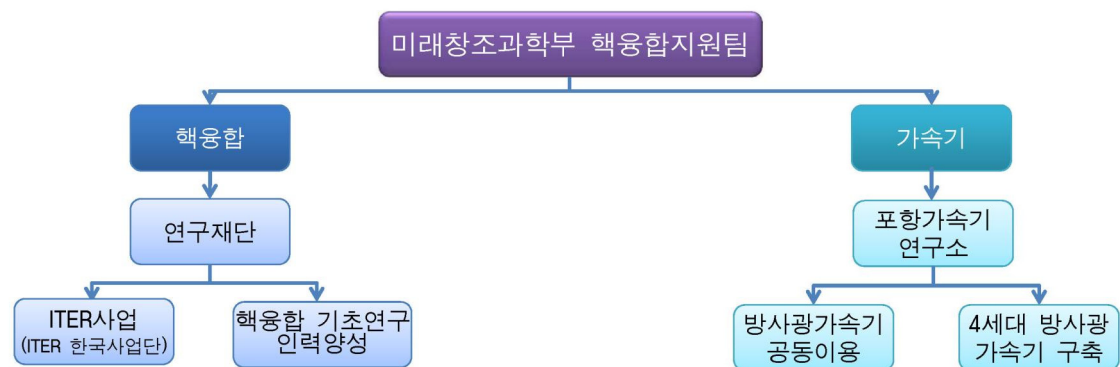 미래창조과학부 핵융합지원팀
핵융합
가속기
연구재단
포항가속기
연구소
ITER사업
(ITER 한국사업단)
핵융합 기초연구
인력양성
방사광가속기
공동이용
4세대 방사광
가속기 구축